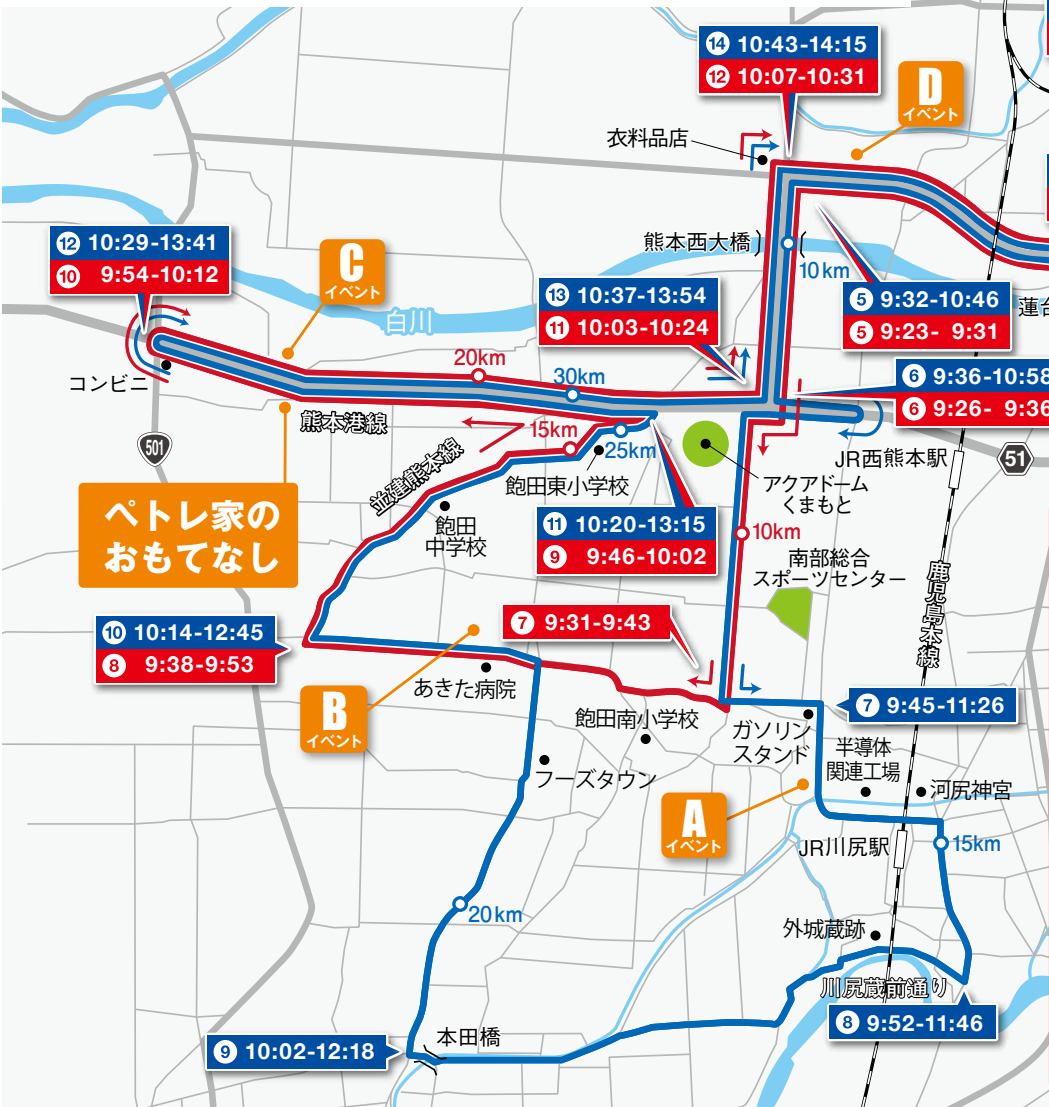 ⑭ 10:43-14:15
⑫ 10:07-10:31
D
イベント
衣料品店
⑫ 10:29-13:41
⑩ 9:54-10:12
C
イベント
熊本西大橋
10km
⑬ 10:37-13:54
⑪ 10:03-10:24
⑤ 9:32-10:46
⑤ 9:23- 9:31
蓮台
白川
コンビニ
20km
30km
⑥ 9:36-10:58
⑥ 9:26- 9:36
熊本港線
501
15km
25km
JR西熊本駅
51
並建熊本線
飽田東小学校
アクアドーム
くまもと
ペトレ家の
おもてなし
飽田
中学校
⑪ 10:20-13:15
⑨ 9:46-10:02
10km
南部総合
スポーツセンター
鹿児島本線
⑩ 10:14-12:45
⑧ 9:38-9:53
⑦ 9:31-9:43
あきた病院
B
イベント
飽田南小学校
ガソリン
スタンド
⑦ 9:45-11:26
半導体
関連工場
フーズタウン
河尻神宮
A
イベント
JR川尻駅
15km
20km
外城蔵跡
川尻蔵前通り
⑧ 9:52-11:46
⑨ 10:02-12:18
本田橋